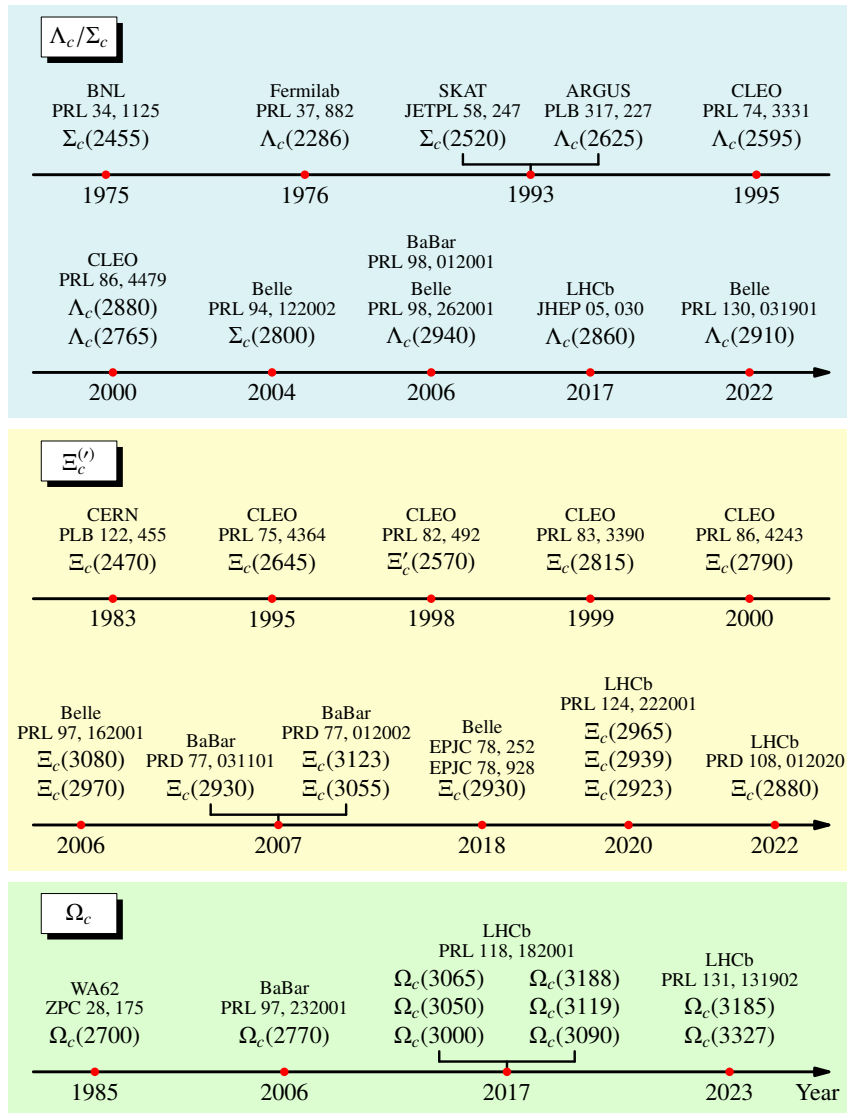 Λc/Σc
BNL
PRL 34, 1125
Σc(2455)
1975
Fermilab
PRL 37, 882
Λc(2286)
1976
SKAT
JETPL 58, 247
Σc(2520)
ARGUS
PLB 317, 227
Λc(2625)
1993
CLEO
PRL 74, 3331
Λc(2595)
1995
CLEO
PRL 86, 4479
Λc(2880)
Λc(2765)
2000
Belle
PRL 94, 122002
Σc(2800)
2004
BaBar
PRL 98, 012001
Belle
PRL 98, 262001
Λc(2940)
2006
LHCb
JHEP 05, 030
Λc(2860)
2017
Belle
PRL 130, 031901
Λc(2910)
2022
Ξc(′)
CERN
PLB 122, 455
Ξc(2470)
1983
CLEO
PRL 75, 4364
Ξc(2645)
1995
CLEO
PRL 82, 492
Ξ′c(2570)
1998
CLEO
PRL 83, 3390
Ξc(2815)
1999
CLEO
PRL 86, 4243
Ξc(2790)
2000
Belle
PRL 97, 162001
Ξc(3080)
Ξc(2970)
2006
BaBar
PRD 77, 031101
Ξc(2930)
BaBar
PRD 77, 012002
Ξc(3123)
Ξc(3055)
2007
Belle
EPJC 78, 252
EPJC 78, 928
Ξc(2930)
2018
LHCb
PRL 124, 222001
Ξc(2965)
Ξc(2939)
Ξc(2923)
2020
LHCb
PRD 108, 012020
Ξc(2880)
2022
Ωc
WA62
ZPC 28, 175
Ωc(2700)
1985
BaBar
PRL 97, 232001
Ωc(2770)
2006
LHCb
PRL 118, 182001
Ωc(3065) Ωc(3188)
Ωc(3050) Ωc(3119)
Ωc(3000) Ωc(3090)
2017
LHCb
PRL 131, 131902
Ωc(3185)
Ωc(3327)
2023
Year